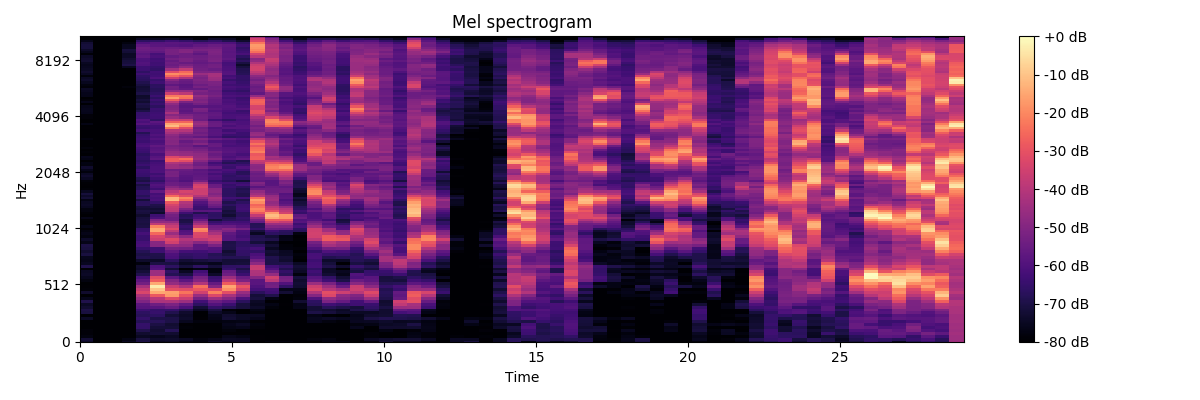 Mel spectrogram
8192
4096
2048
1024
512
0
Hz
0 5 10 15 20 25
Time
+0 dB
-10 dB
-20 dB
-30 dB
-40 dB
-50 dB
-60 dB
-70 dB
-80 dB